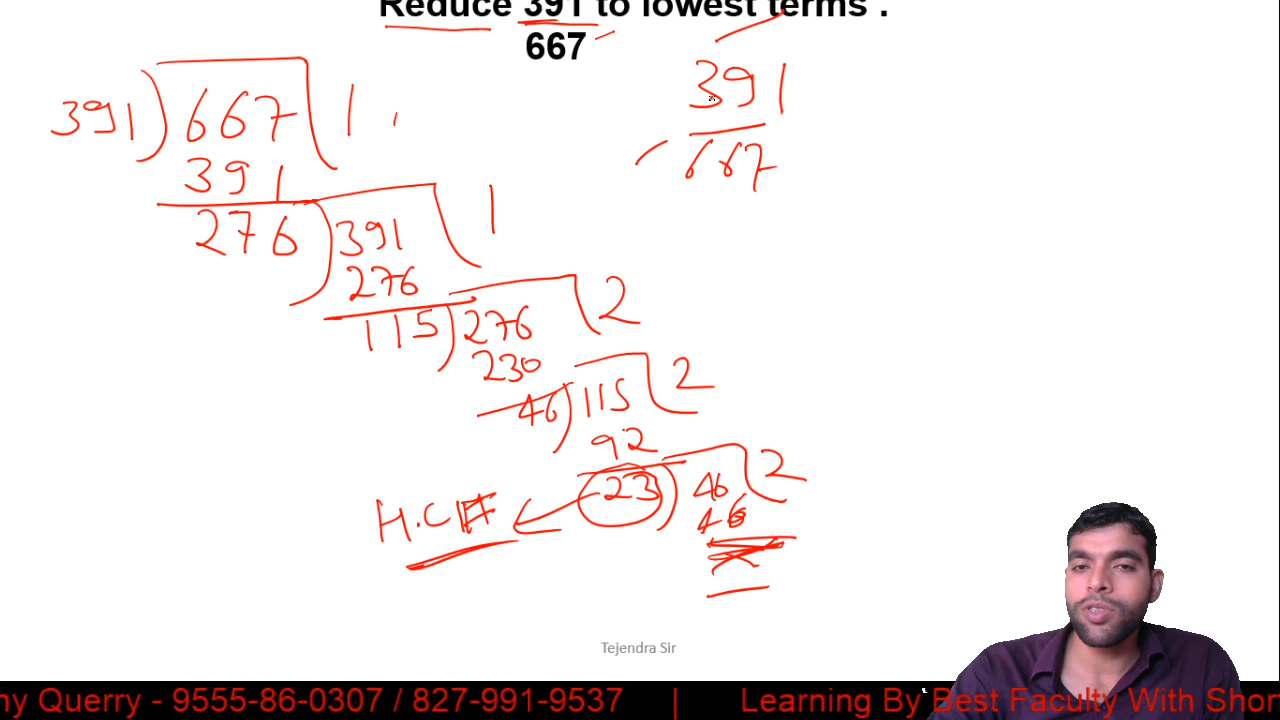 Reduce 391 to lowest terms .
667
391
667
391 ) 667 ( 1
391
276 ) 391 ( 1
276
115 ) 276 ( 2
230
46 ) 115 ( 2
92
23 ) 46 ( 2
46
×
H.C.F
Tejendra Sir
ny Querry - 9555-86-0307 / 827-991-9537 | Learning By Best Faculty With Shor